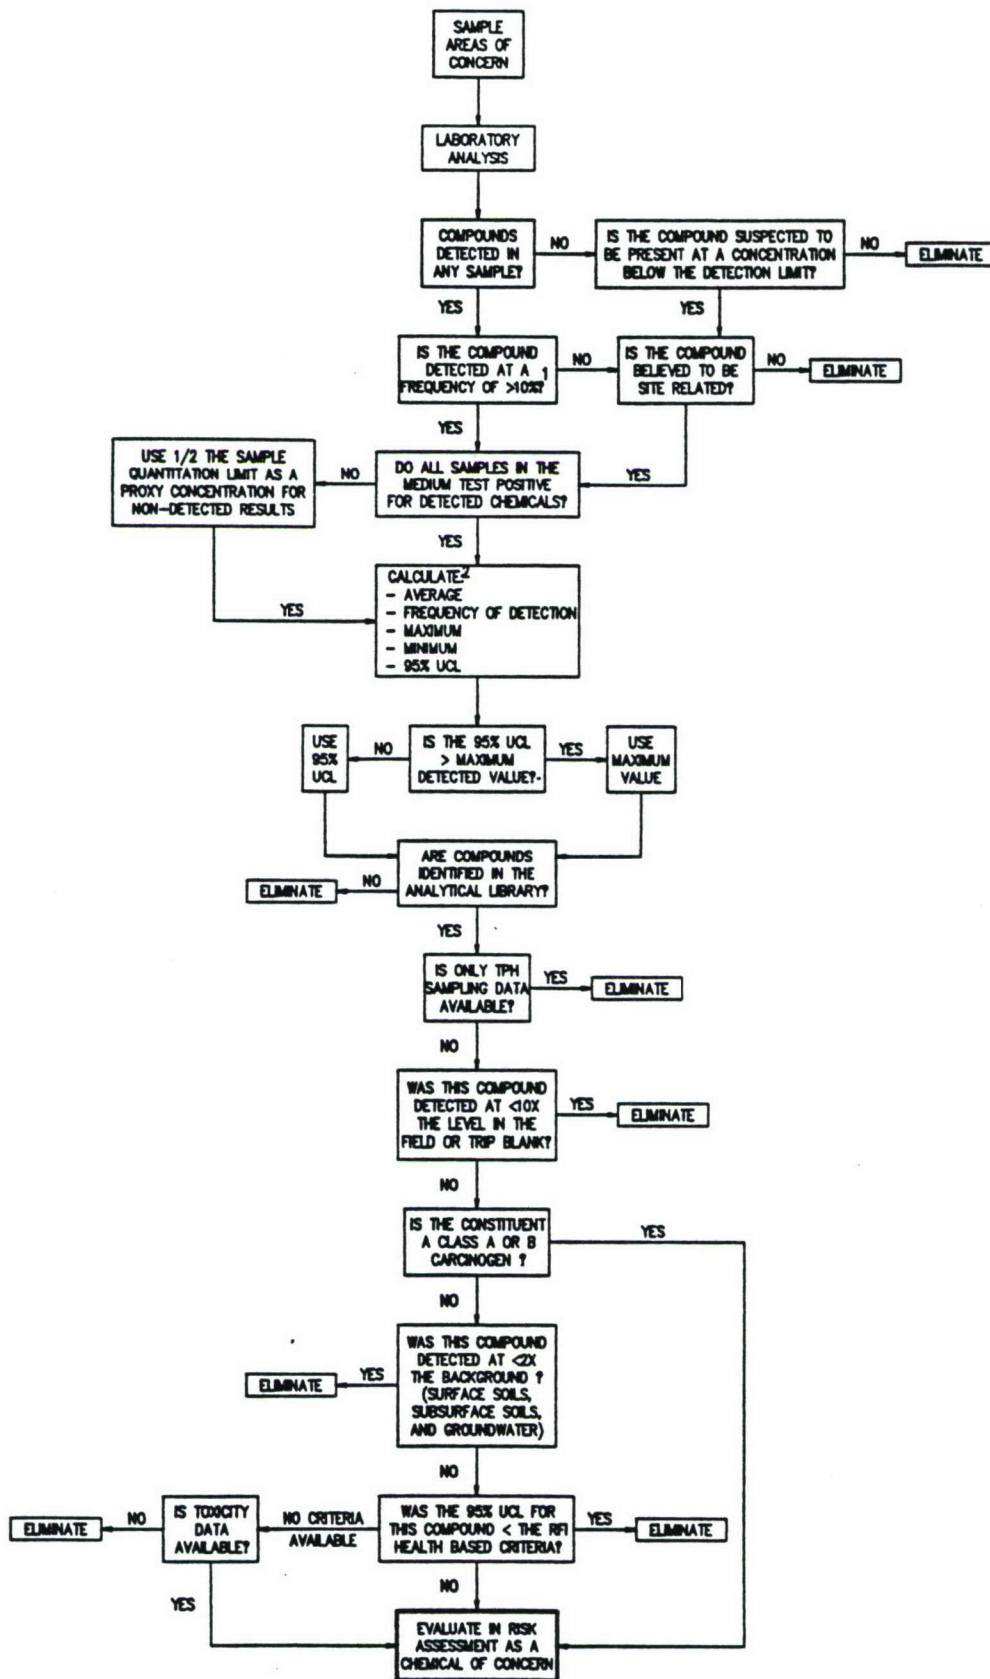 SAMPLE
AREAS OF
CONCERN
LABORATORY
ANALYSIS
COMPOUNDS
DETECTED IN
ANY SAMPLE?
NO
IS THE COMPOUND SUSPECTED TO
BE PRESENT AT A CONCENTRATION
BELOW THE DETECTION LIMIT?
NO
ELIMINATE
YES
YES
IS THE COMPOUND
DETECTED AT A
FREQUENCY OF >10%? 1
NO
IS THE COMPOUND
BELIEVED TO BE
SITE RELATED?
NO
ELIMINATE
YES
USE 1/2 THE SAMPLE
QUANTITATION LIMIT AS A
PROXY CONCENTRATION FOR
NON-DETECTED RESULTS
NO
DO ALL SAMPLES IN THE
MEDIUM TEST POSITIVE
FOR DETECTED CHEMICALS?
YES
YES
YES
CALCULATE:2
- AVERAGE
- FREQUENCY OF DETECTION
- MAXIMUM
- MINIMUM
- 95% UCL
USE
95%
UCL
NO
IS THE 95% UCL
> MAXIMUM
DETECTED VALUE?
YES
USE
MAXIMUM
VALUE
ARE COMPOUNDS
IDENTIFIED IN THE
ANALYTICAL LIBRARY?
NO
ELIMINATE
YES
IS ONLY TPH
SAMPLING DATA
AVAILABLE?
YES
ELIMINATE
NO
WAS THIS COMPOUND
DETECTED AT <10X
THE LEVEL IN THE
FIELD OR TRIP BLANK?
YES
ELIMINATE
NO
IS THE CONSTITUENT
A CLASS A OR B
CARCINOGEN ?
YES
NO
WAS THIS COMPOUND
DETECTED AT <2X
THE BACKGROUND ?
(SURFACE SOILS,
SUBSURFACE SOILS,
AND GROUNDWATER)
YES
ELIMINATE
NO
ELIMINATE
NO
IS TOXICITY
DATA
AVAILABLE?
NO CRITERIA
AVAILABLE
WAS THE 95% UCL FOR
THIS COMPOUND < THE RFI
HEALTH BASED CRITERIA?
YES
ELIMINATE
YES
NO
EVALUATE IN RISK
ASSESSMENT AS A
CHEMICAL OF CONCERN